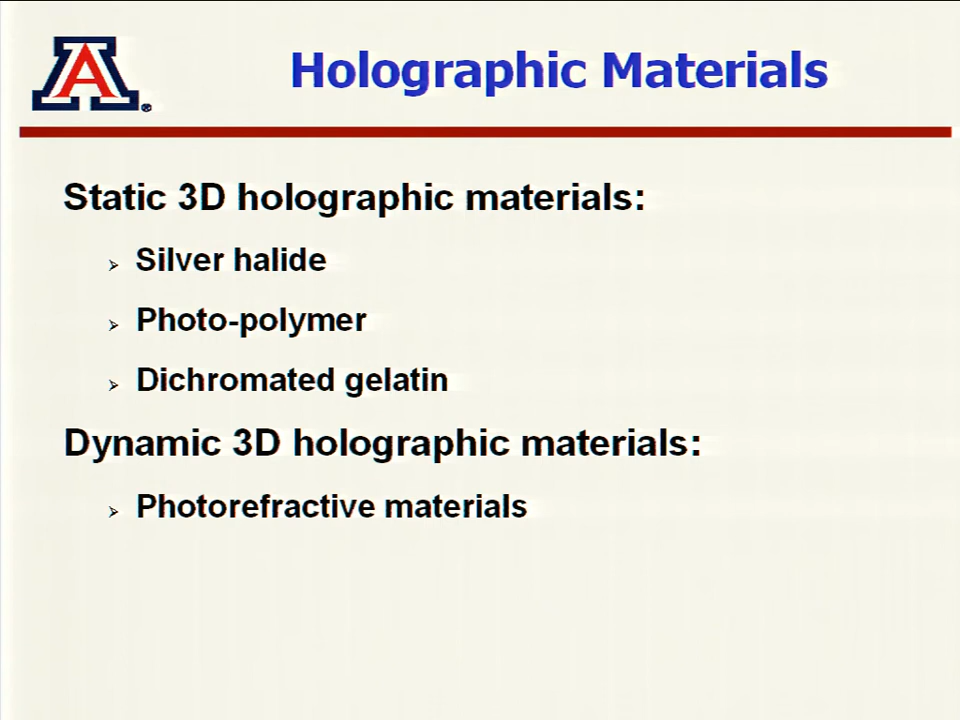 A®
Holographic Materials
Static 3D holographic materials:
Silver halide
Photo-polymer
Dichromated gelatin
Dynamic 3D holographic materials:
Photorefractive materials